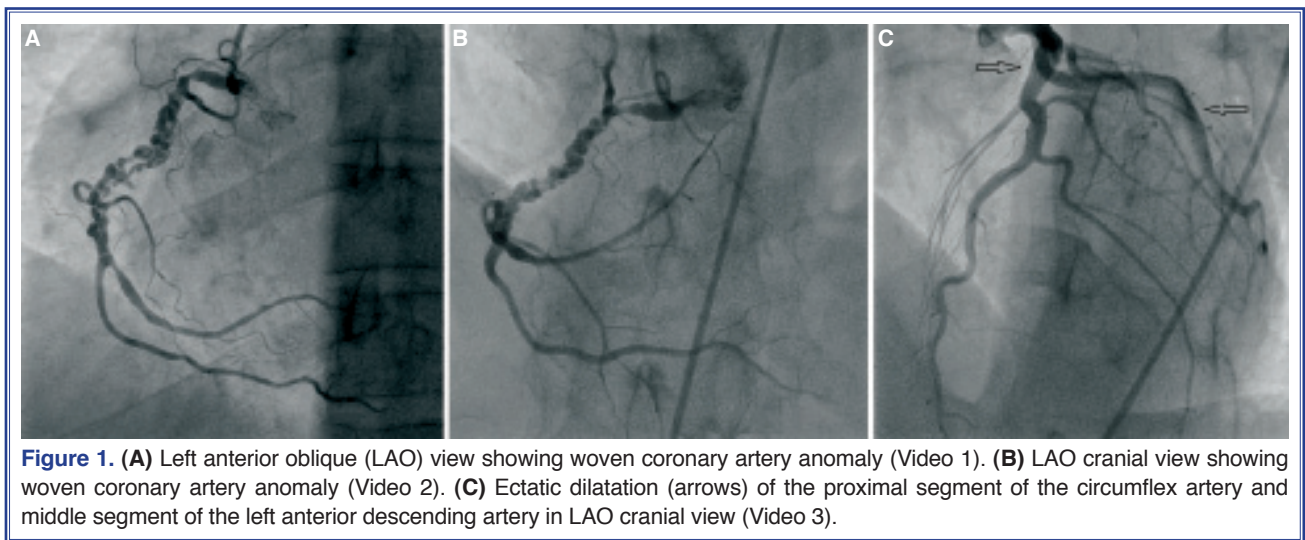 A
B
C
Figure 1. (A) Left anterior oblique (LAO) view showing woven coronary artery anomaly (Video 1). (B) LAO cranial view showing
woven coronary artery anomaly (Video 2). (C) Ectatic dilatation (arrows) of the proximal segment of the circumflex artery and
middle segment of the left anterior descending artery in LAO cranial view (Video 3).